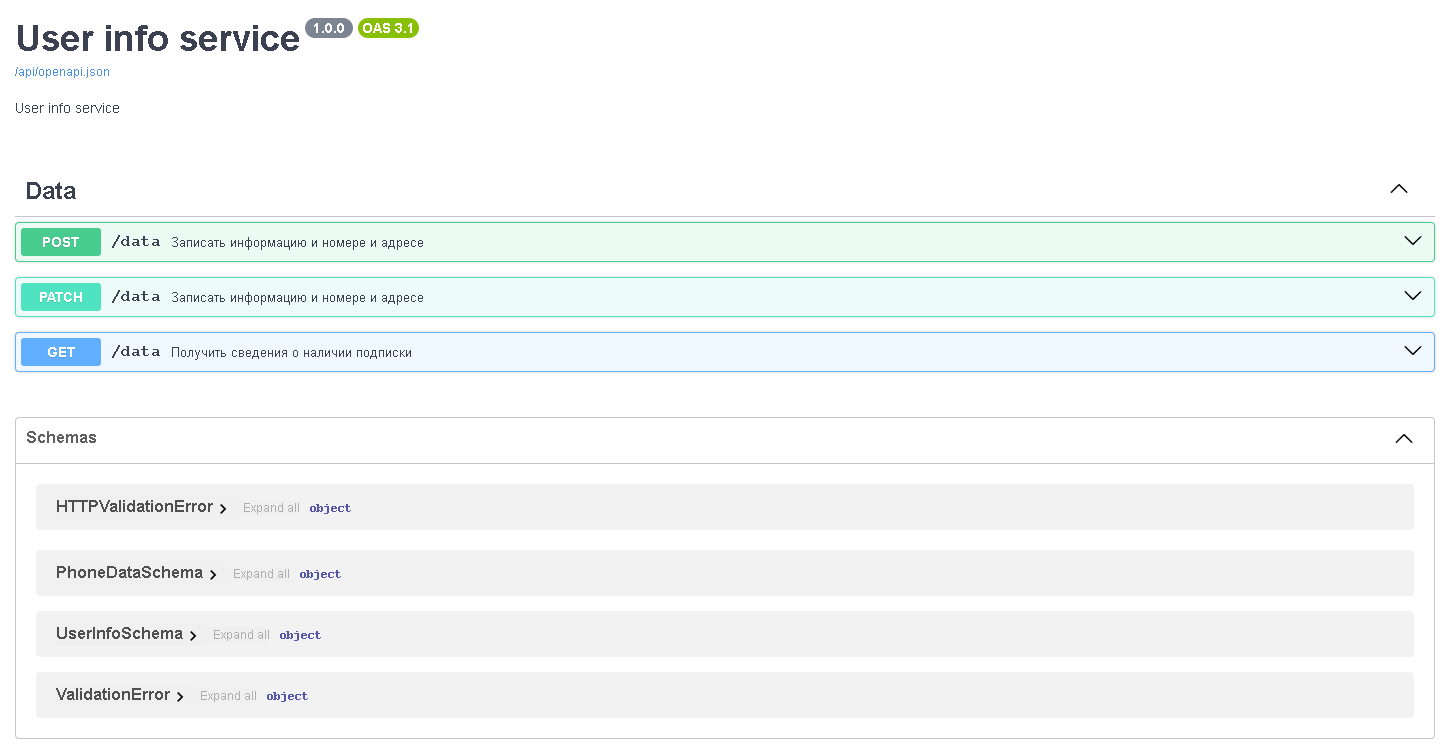 User info service 1.0.0 OAS 3.1
/api/openapi.json
User info service
Data
POST /data Записать информацию и номере и адресе
PATCH /data Записать информацию и номере и адресе
GET /data Получить сведения о наличии подписки
Schemas
HTTPValidationError Expand all object
PhoneDataSchema Expand all object
UserInfoSchema Expand all object
ValidationError Expand all object